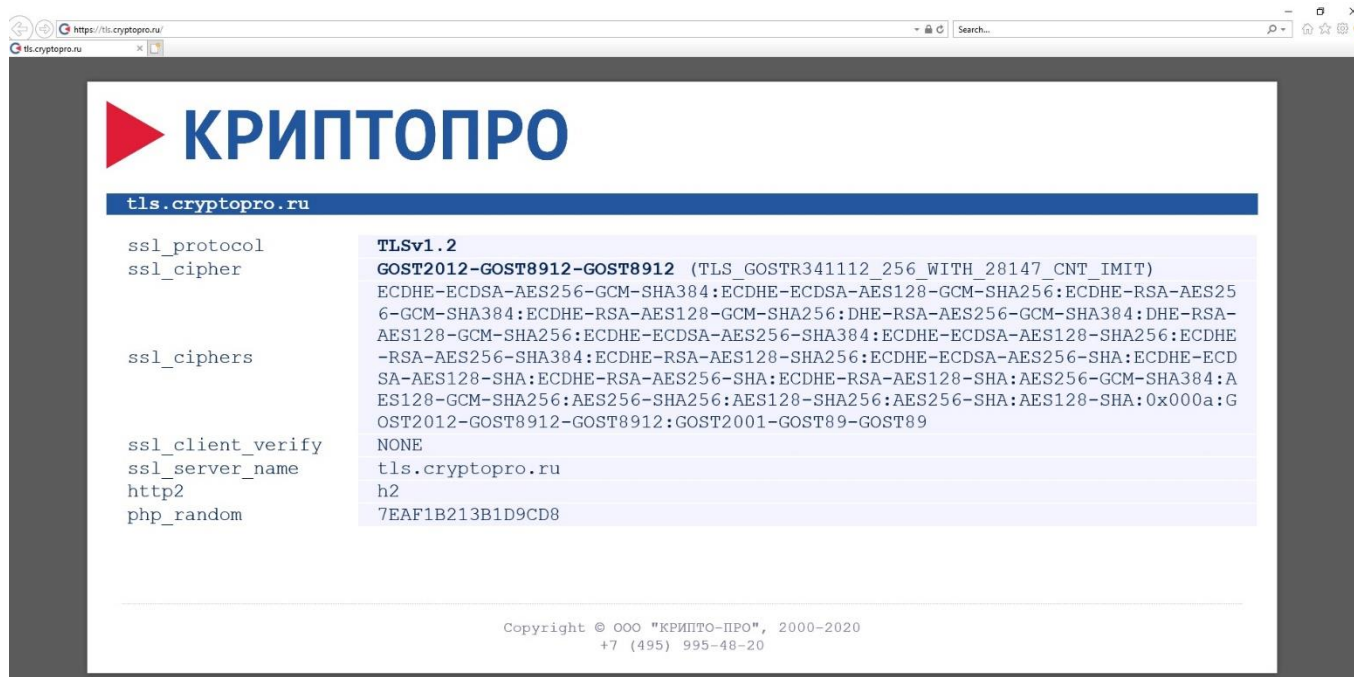 https://tls.cryptopro.ru/
Search...
tls.cryptopro.ru
КРИПТОПРО
tls.cryptopro.ru
ssl_protocol TLSv1.2
ssl_cipher GOST2012-GOST8912-GOST8912 (TLS_GOSTR341112_256_WITH_28147_CNT_IMIT)
ECDHE-ECDSA-AES256-GCM-SHA384:ECDHE-ECDSA-AES128-GCM-SHA256:ECDHE-RSA-AES25
6-GCM-SHA384:ECDHE-RSA-AES128-GCM-SHA256:DHE-RSA-AES256-GCM-SHA384:DHE-RSA-
AES128-GCM-SHA256:ECDHE-ECDSA-AES256-SHA384:ECDHE-ECDSA-AES128-SHA256:ECDHE
ssl_ciphers -RSA-AES256-SHA384:ECDHE-RSA-AES128-SHA256:ECDHE-ECDSA-AES256-SHA:ECDHE-ECD
SA-AES128-SHA:ECDHE-RSA-AES256-SHA:ECDHE-RSA-AES128-SHA:AES256-GCM-SHA384:A
ES128-GCM-SHA256:AES256-SHA256:AES128-SHA256:AES256-SHA:AES128-SHA:0x000a:G
OST2012-GOST8912-GOST8912:GOST2001-GOST89-GOST89
ssl_client_verify NONE
ssl_server_name tls.cryptopro.ru
http2 h2
php_random 7EAF1B213B1D9CD8
Copyright © ООО "КРИПТО-ПРО", 2000-2020
+7 (495) 995-48-20